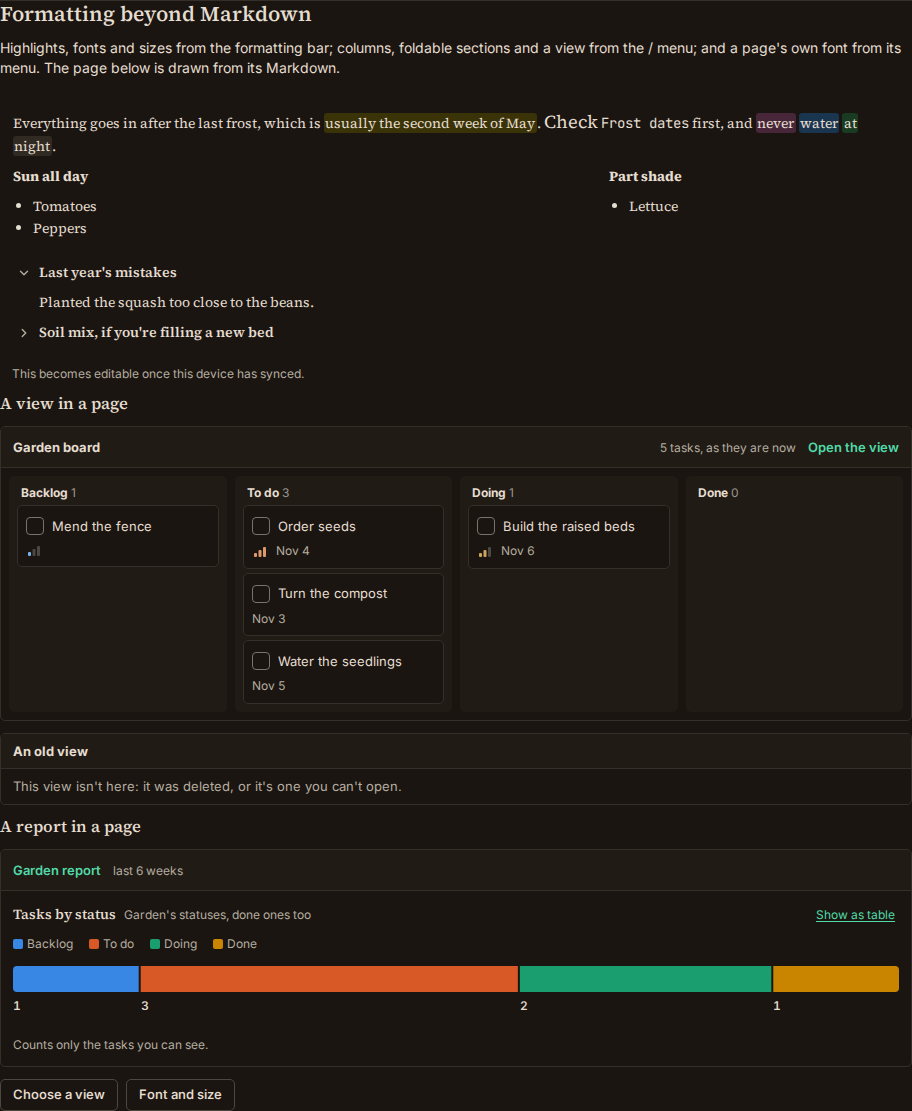 Formatting beyond Markdown
Highlights, fonts and sizes from the formatting bar; columns, foldable sections and a view from the / menu; and a page's own font from its
menu. The page below is drawn from its Markdown.
Everything goes in after the last frost, which is usually the second week of May. Check Frost dates first, and never water at
night.
Sun all day
Tomatoes
Peppers
Part shade
Lettuce
Last year's mistakes
Planted the squash too close to the beans.
Soil mix, if you're filling a new bed
This becomes editable once this device has synced.
A view in a page
Garden board
5 tasks, as they are now
Open the view
Backlog 1
Mend the fence
To do 3
Order seeds
Nov 4
Turn the compost
Nov 3
Water the seedlings
Nov 5
Doing 1
Build the raised beds
Nov 6
Done 0
An old view
This view isn't here: it was deleted, or it's one you can't open.
A report in a page
Garden report last 6 weeks
Tasks by status Garden's statuses, done ones too
Show as table
Backlog To do Doing Done
1 3 2 1
Counts only the tasks you can see.
Choose a view
Font and size